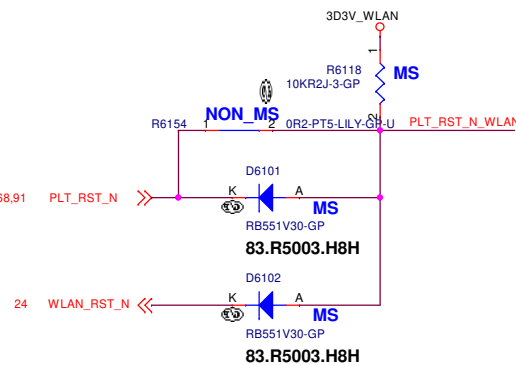 3D3V_WLAN
1
R6118
10KR2J-3-GP
MS
2
NON_MS
R6154
1
2
0R2-PT5-LILY-GP-U
PLT_RST_N_WLAN
D6101
68,91
PLT_RST_N
K
A
MS
RB551V30-GP
83.R5003.H8H
D6102
24
WLAN_RST_N
K
A
MS
RB551V30-GP
83.R5003.H8H